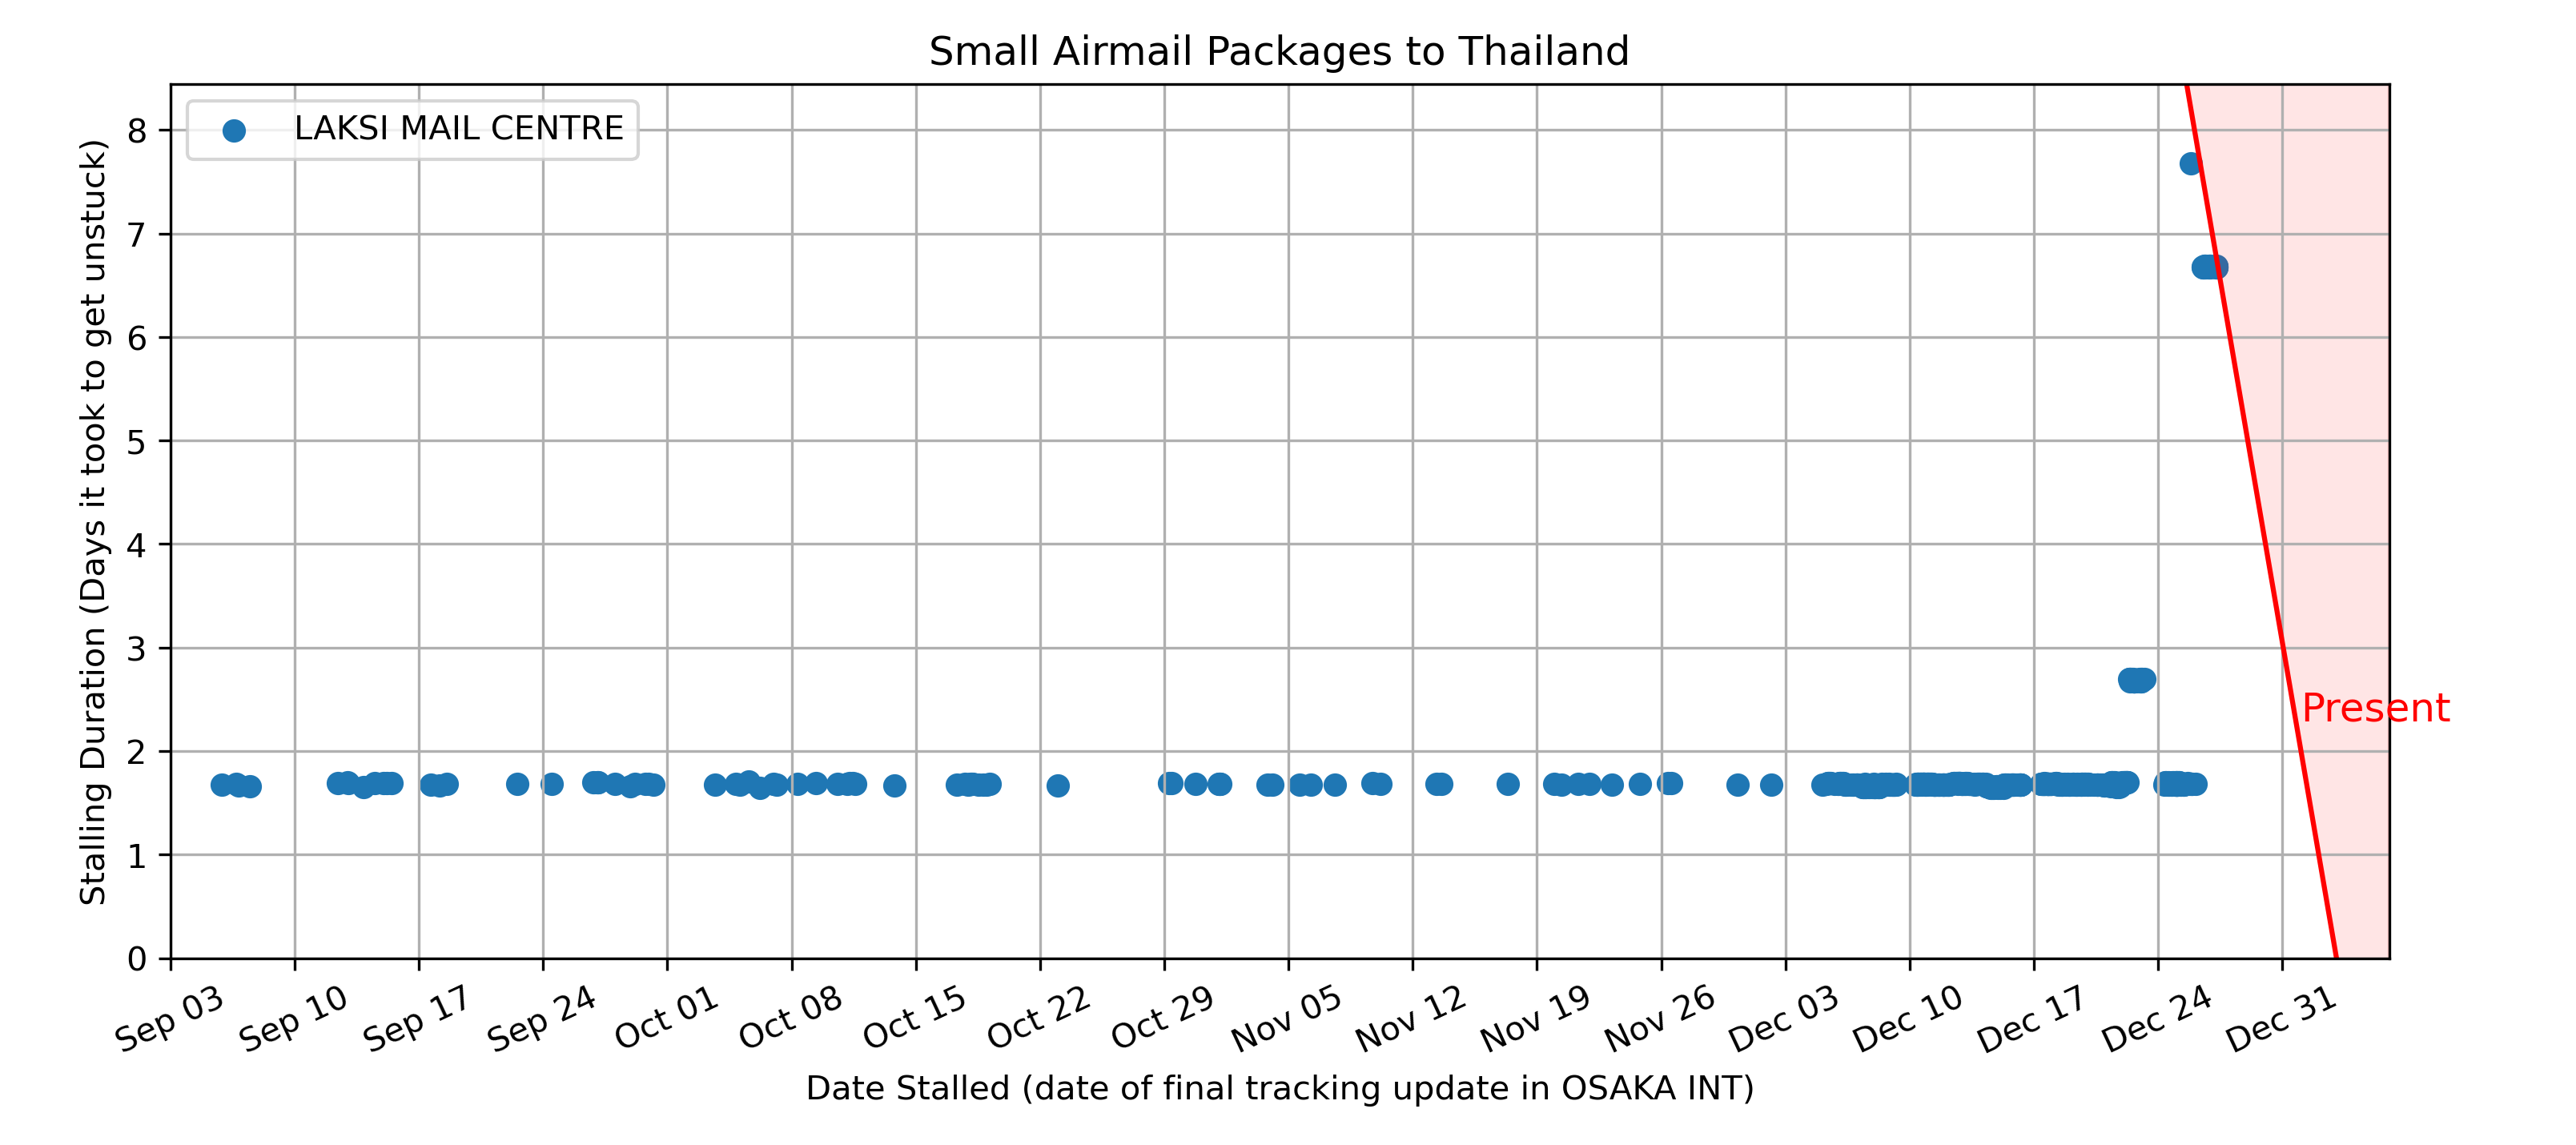 Small Airmail Packages to Thailand
LAKSI MAIL CENTRE
Stalling Duration (Days it took to get unstuck)
8
7
6
5
4
3
2
1
0
Present
Sep 03
Sep 10
Sep 17
Sep 24
Oct 01
Oct 08
Oct 15
Oct 22
Oct 29
Nov 05
Nov 12
Nov 19
Nov 26
Dec 03
Dec 10
Dec 17
Dec 24
Dec 31
Date Stalled (date of final tracking update in OSAKA INT)